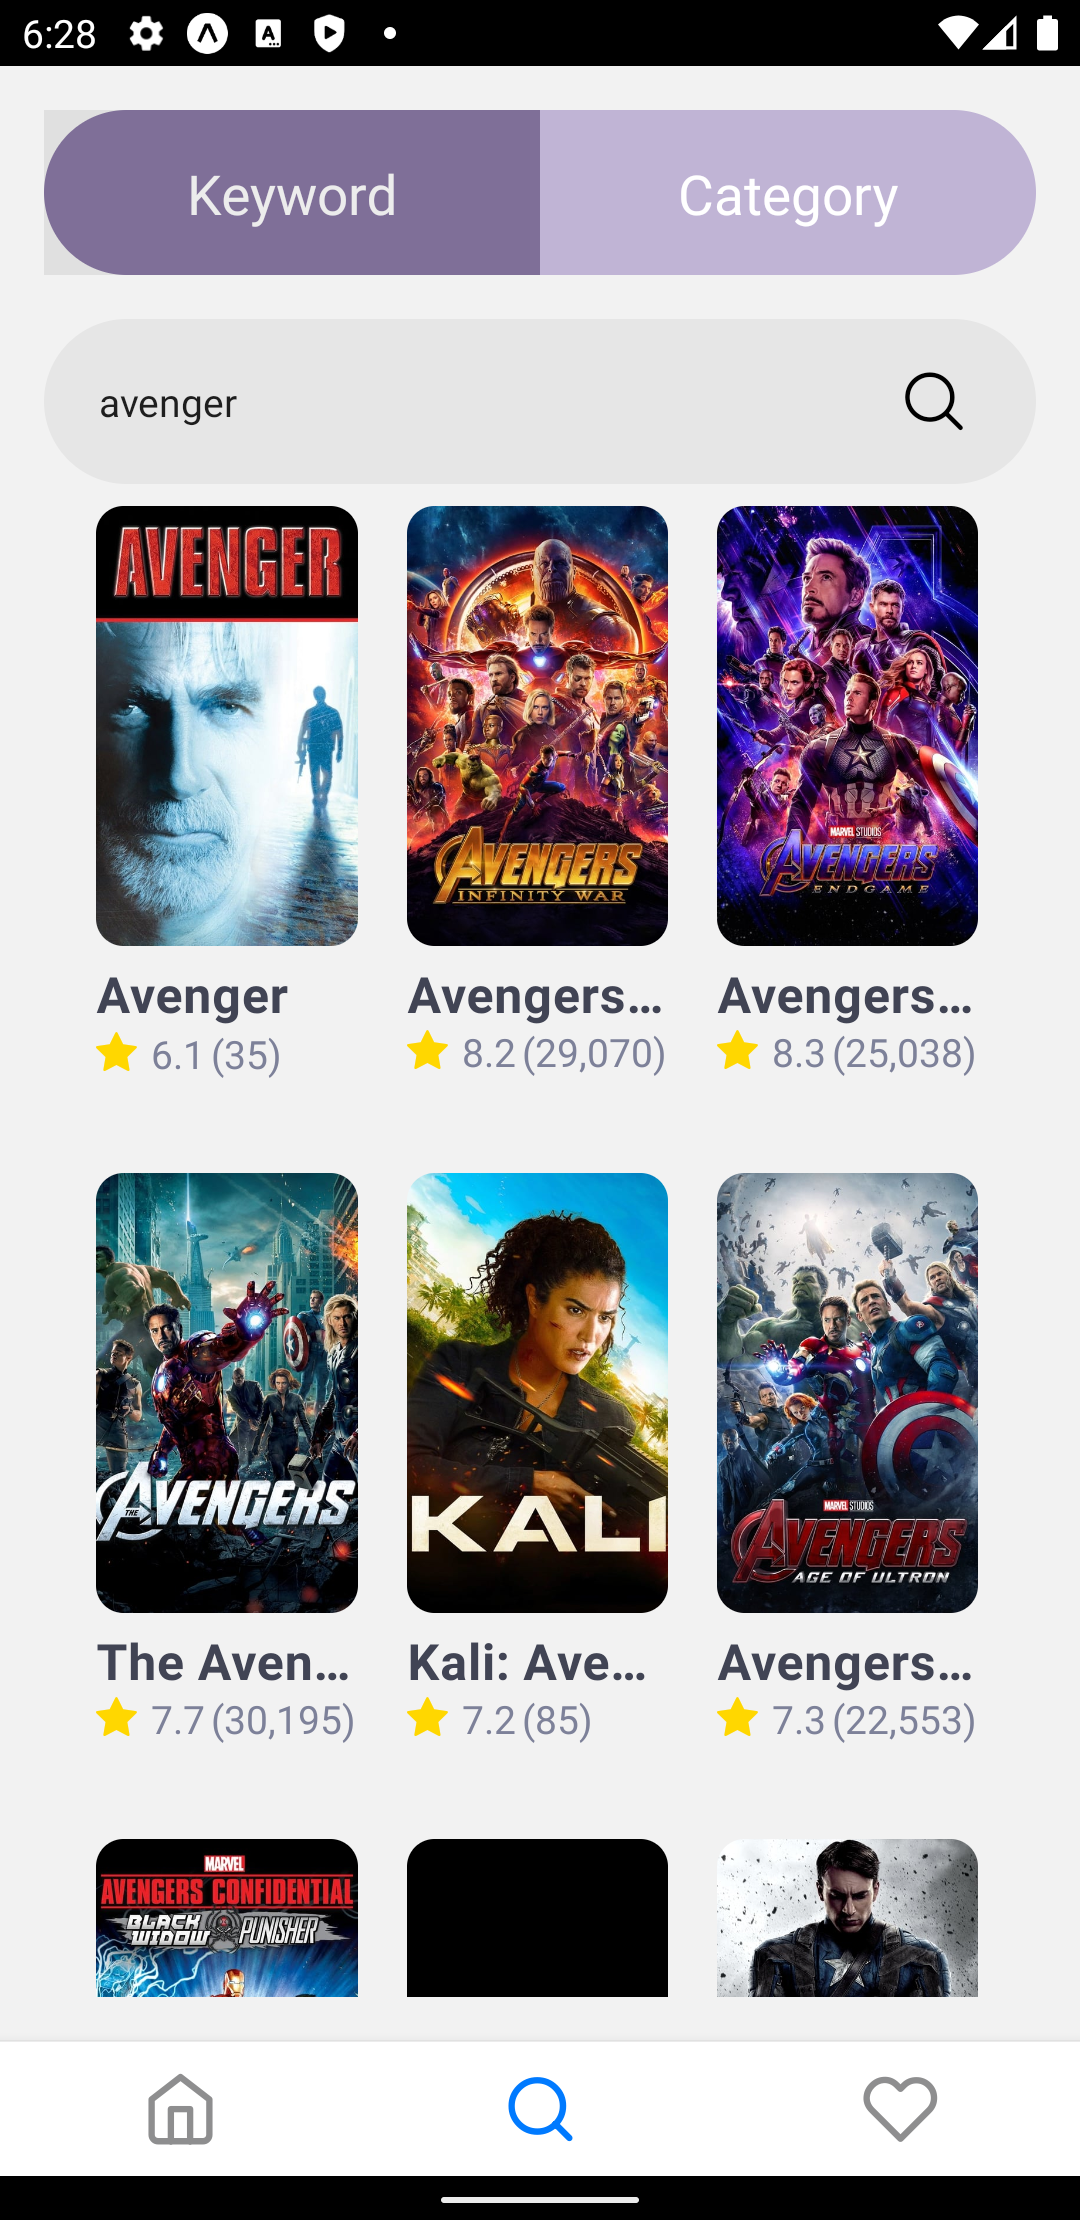 6:28
Keyword Category
avenger
AVENGER
AVENGERS
INFINITY WAR
MARVEL STUDIOS
AVENGERS
ENDGAME
Avenger Avengers... Avengers...
6.1 (35) 8.2 (29,070) 8.3 (25,038)
THE AVENGERS
KALI
MARVEL STUDIOS
AVENGERS
AGE OF ULTRON
The Aven... Kali: Ave... Avengers...
7.7 (30,195) 7.2 (85) 7.3 (22,553)
MARVEL
AVENGERS CONFIDENTIAL
BLACK WIDOW PUNISHER